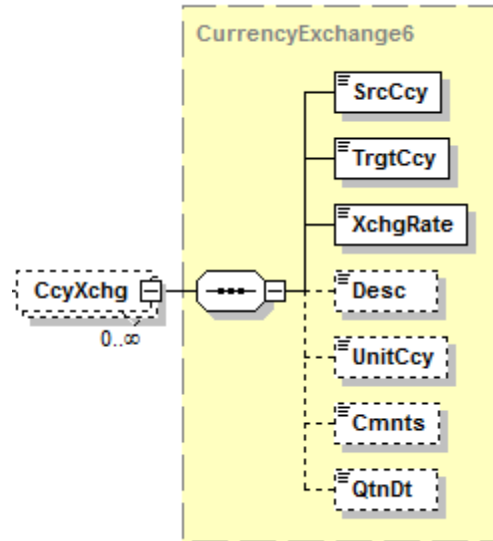 CurrencyExchange6
SrcCcy
TrgtCcy
XchgRate
CcyXchg
0..∞
Desc
UnitCcy
Cmnts
QtnDt